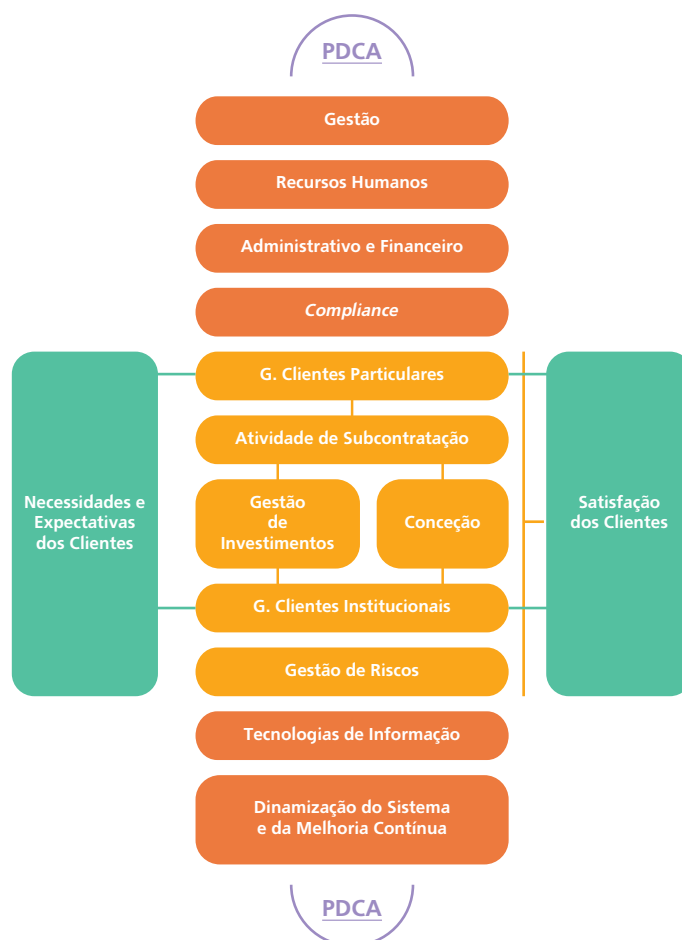 PDCA
Gestão
Recursos Humanos
Administrativo e Financeiro
Compliance
G. Clientes Particulares
Atividade de Subcontratação
Necessidades e
Expectativas
dos Clientes
Gestão
de
Investimentos
Conceção
Satisfação
dos Clientes
G. Clientes Institucionais
Gestão de Riscos
Tecnologias de Informação
Dinamização do Sistema
e da Melhoria Contínua
PDCA